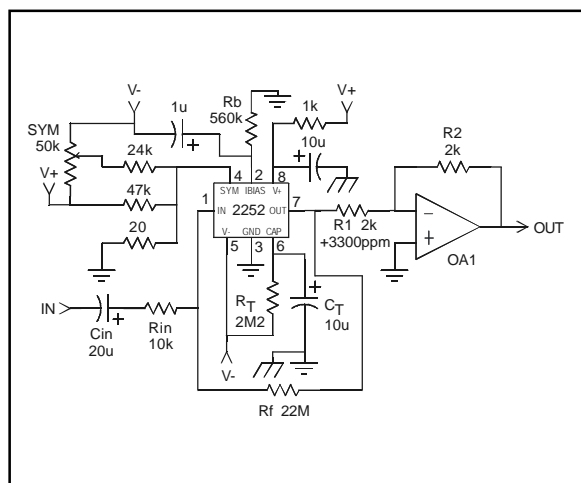 V-
V+
Rb
560k
1k
1u
SYM
50k
10u
R2
2k
24k
V+
47k
4 2 8
SYM IBIAS V+
1 IN 2252 OUT 7
V- GND CAP
5 3 6
20
R1 2k
+3300ppm
−
+
OA1
OUT
IN
Cin
20u
Rin
10k
RT
2M2
CT
10u
V-
Rf 22M
+
+
+
+